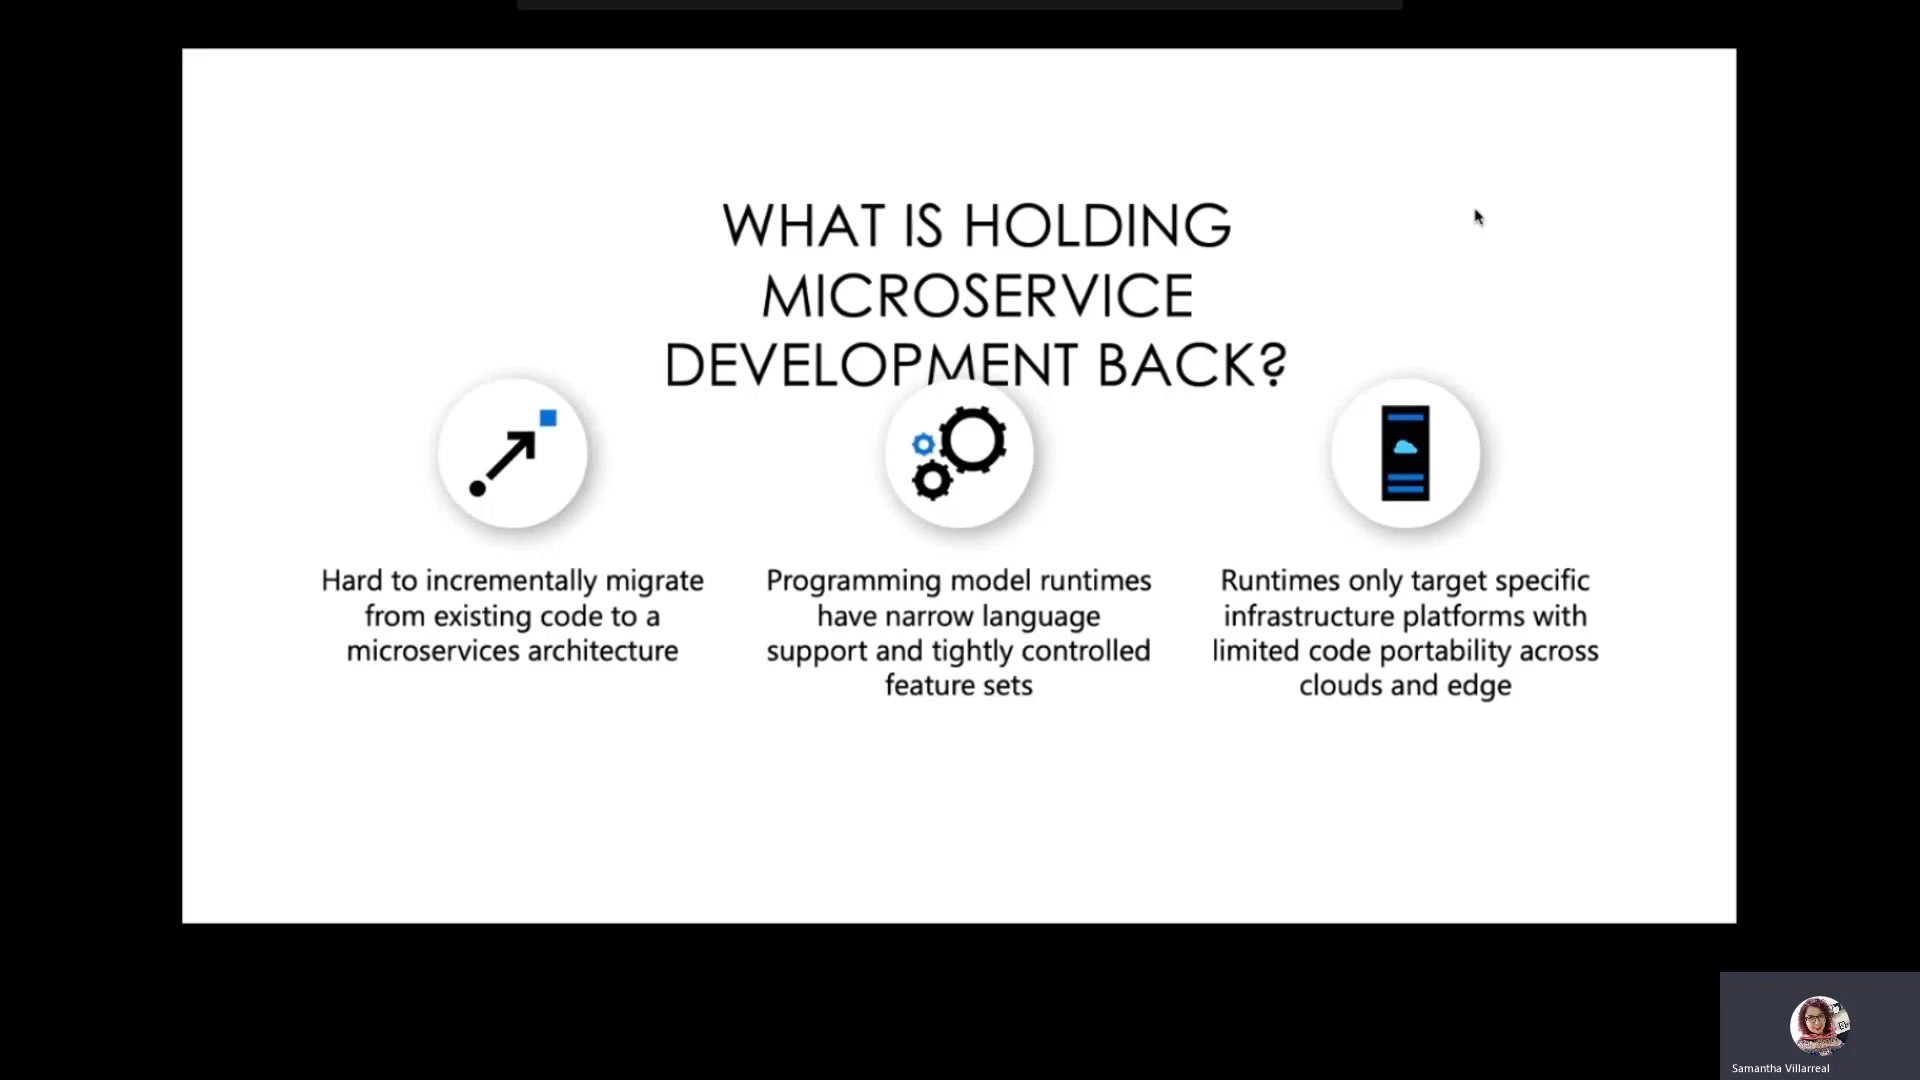 WHAT IS HOLDING
MICROSERVICE
DEVELOPMENT BACK?
Hard to incrementally migrate
from existing code to a
microservices architecture
Programming model runtimes
have narrow language
support and tightly controlled
feature sets
Runtimes only target specific
infrastructure platforms with
limited code portability across
clouds and edge
Samantha Villarreal